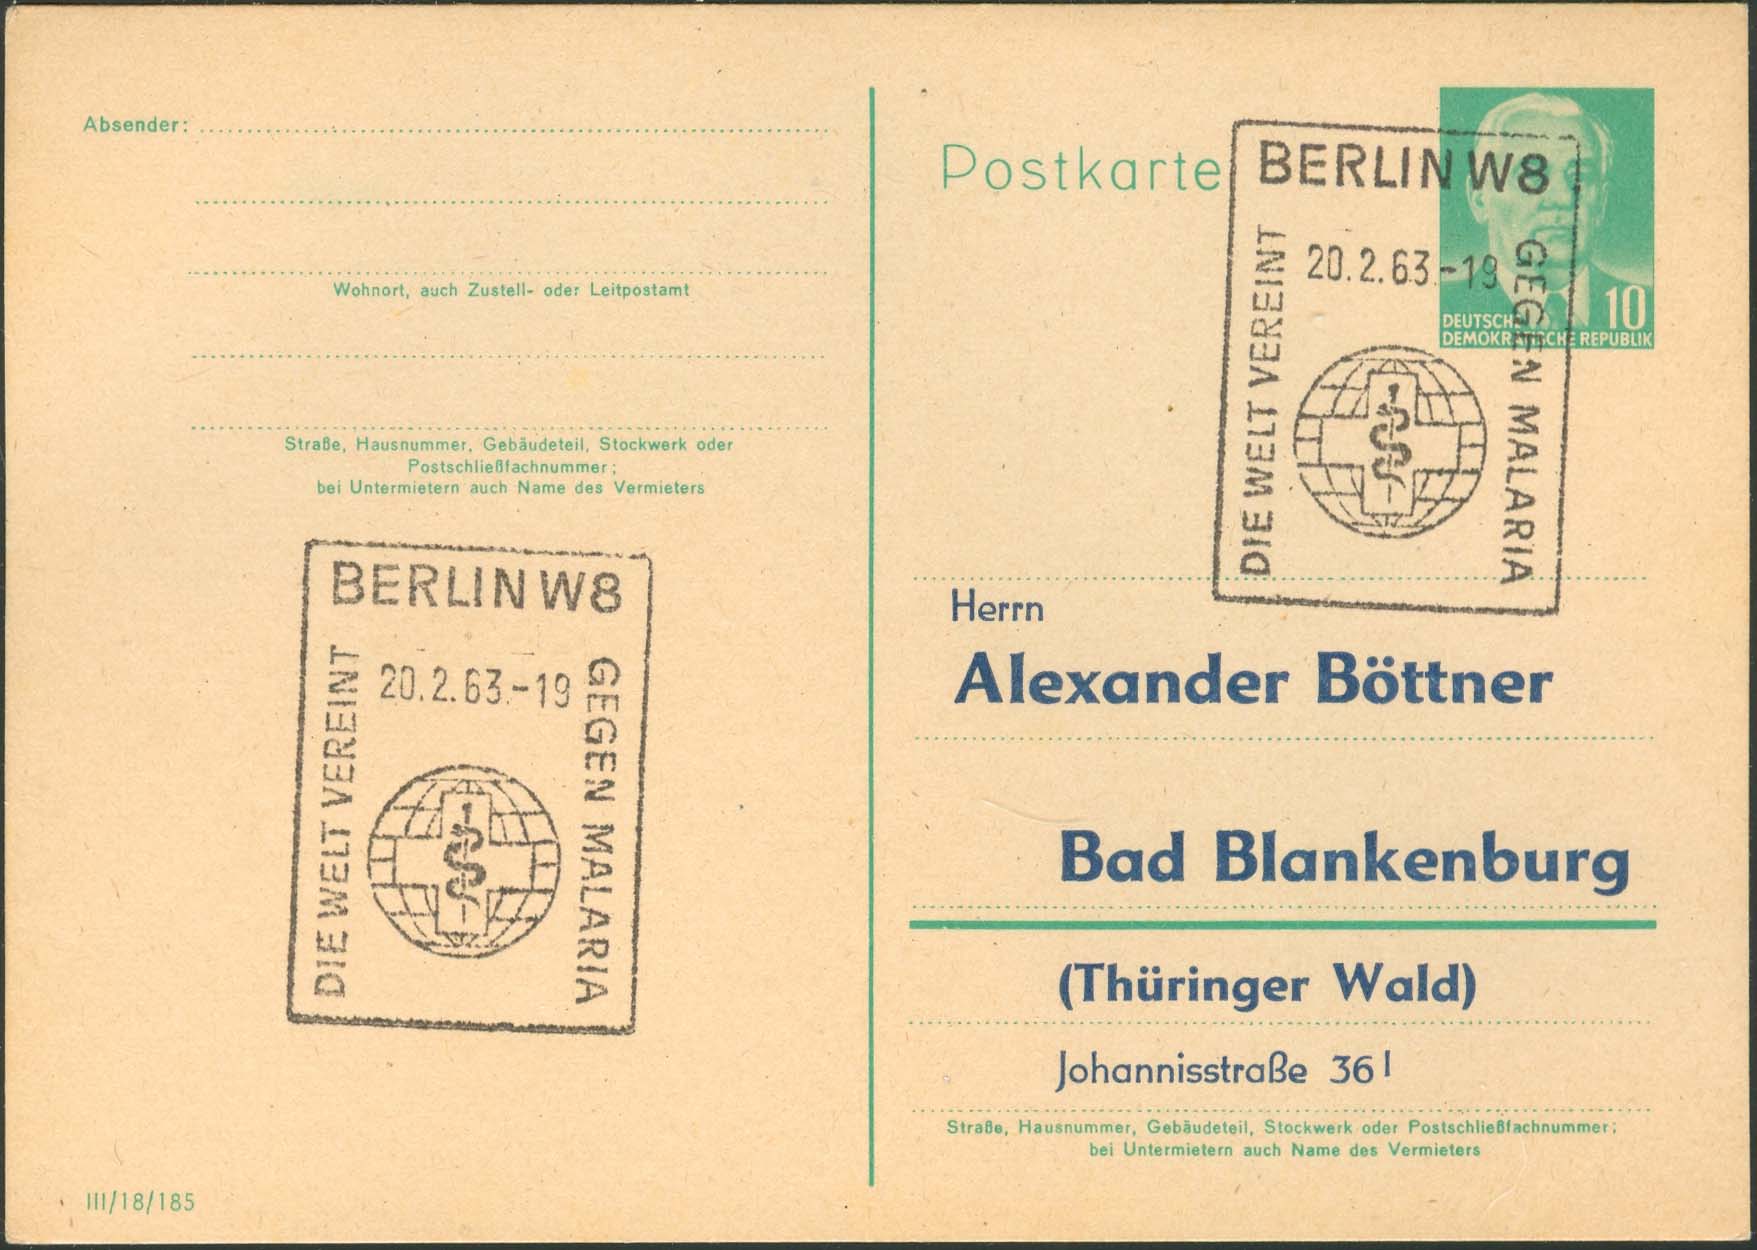 Absender:
Wohnort, auch Zustell- oder Leitpostamt
Straße, Hausnummer, Gebäudeteil, Stockwerk oder
Postschließfachnummer;
bei Untermietern auch Name des Vermieters
BERLIN W8
20.2.63.-19
DIE WELT VEREINT
GEGEN MALARIA
III/18/185
Postkarte
BERLIN W8
20.2.63.-19
DIE WELT VEREINT
GEGEN MALARIA
10
DEUTSCHE
DEMOKRATISCHE REPUBLIK
Herrn
Alexander Böttner
Bad Blankenburg
(Thüringer Wald)
Johannisstraße 36 I
Straße, Hausnummer, Gebäudeteil, Stockwerk oder Postschließfachnummer;
bei Untermietern auch Name des Vermieters